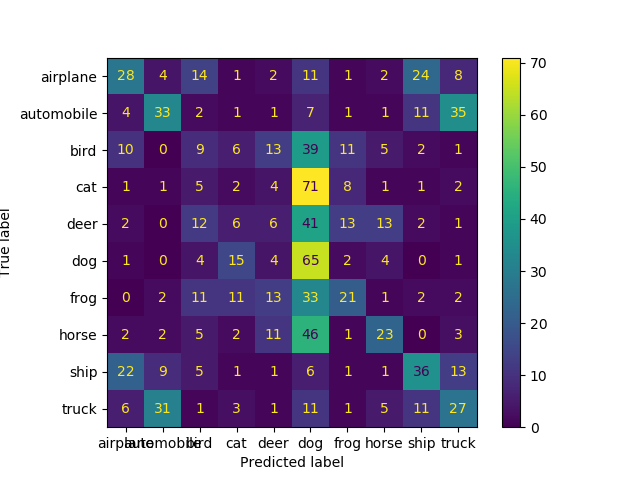 airplane 28 4 14 1 2 11 1 2 24 8
automobile 4 33 2 1 1 7 1 1 11 35
bird 10 0 9 6 13 39 11 5 2 1
cat 1 1 5 2 4 71 8 1 1 2
deer 2 0 12 6 6 41 13 13 2 1
dog 1 0 4 15 4 65 2 4 0 1
frog 0 2 11 11 13 33 21 1 2 2
horse 2 2 5 2 11 46 1 23 0 3
ship 22 9 5 1 1 6 1 1 36 13
truck 6 31 1 3 1 11 1 5 11 27
airplane automobile bird cat deer dog frog horse ship truck
Predicted label
True label
70
60
50
40
30
20
10
0